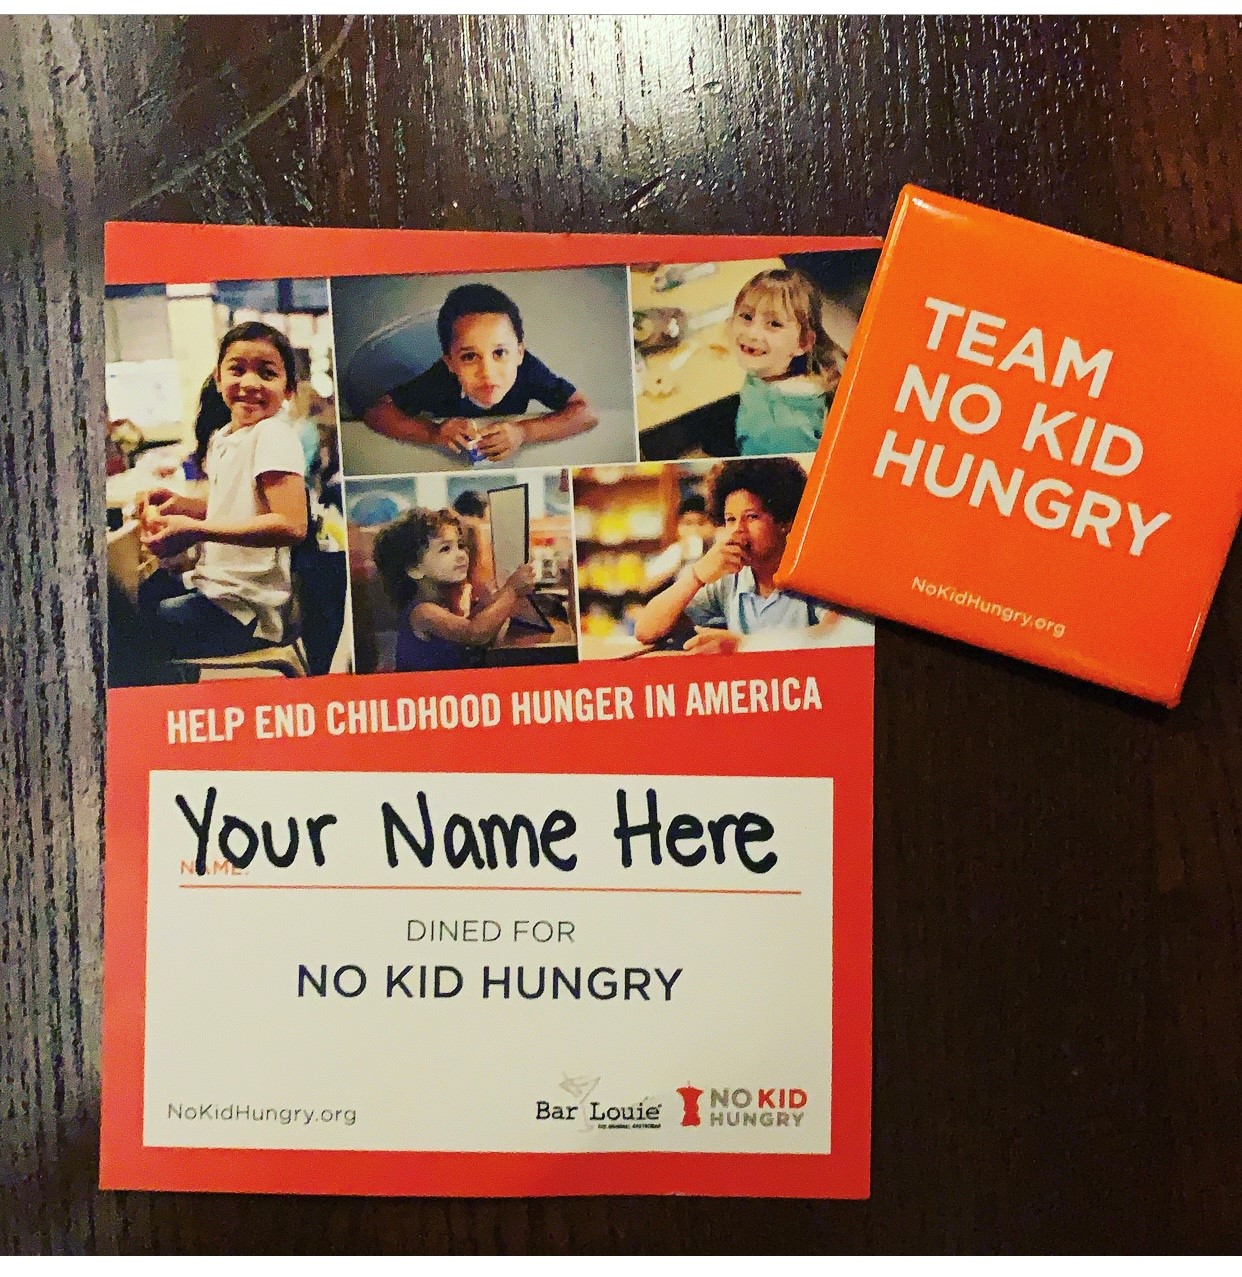 TEAM
NO KID
HUNGRY
NoKidHungry.org
HELP END CHILDHOOD HUNGER IN AMERICA
Your Name Here
NAME:
DINED FOR
NO KID HUNGRY
NoKidHungry.org
Bar Louie
NO KID
HUNGRY